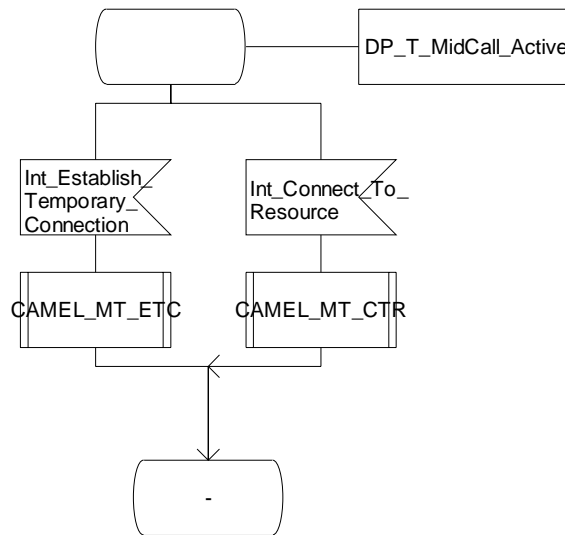 DP_T_MidCall_Active
Int_Establish_
Temporary_
Connection
Int_Connect_To_
Resource
CAMEL_MT_ETC
CAMEL_MT_CTR
-